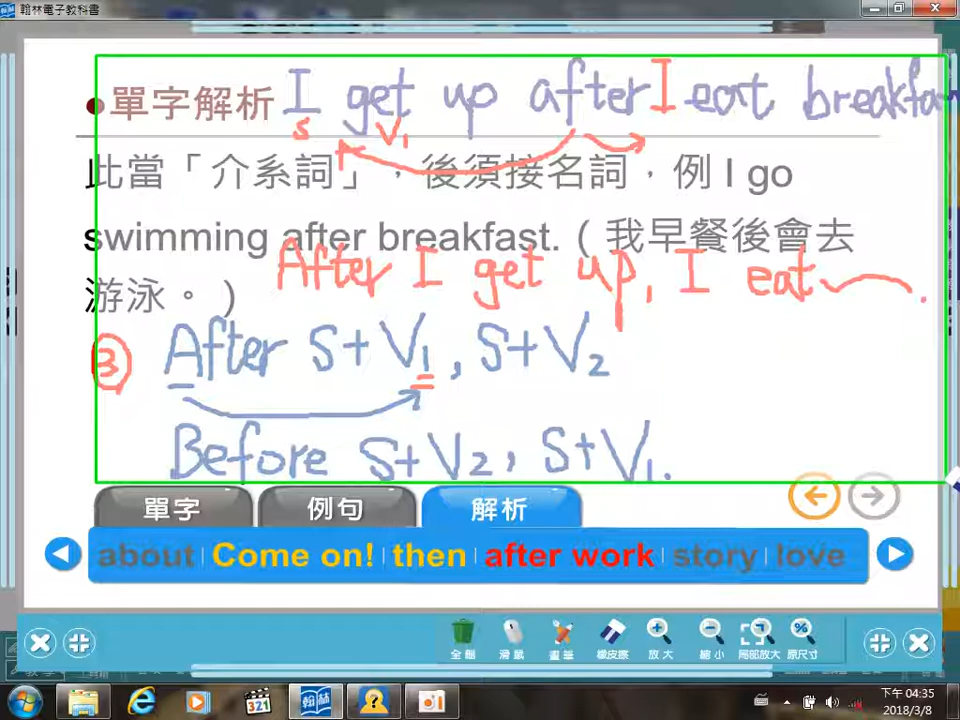 翰林電子教科書
●單字解析 I get up after I eat breakfa
S V1
此當「介系詞」，後須接名詞，例 I go
swimming after breakfast.（我早餐後會去
After I get up, I eat
游泳。）
③ After S+V1, S+V2
Before S+V2, S+V1.
單字 例句 解析
about Come on! then after work story love
全刪 滑鼠 畫筆 橡皮擦 放大 縮小 局部放大 原尺寸
321 翰林
下午 04:35
2018/3/8